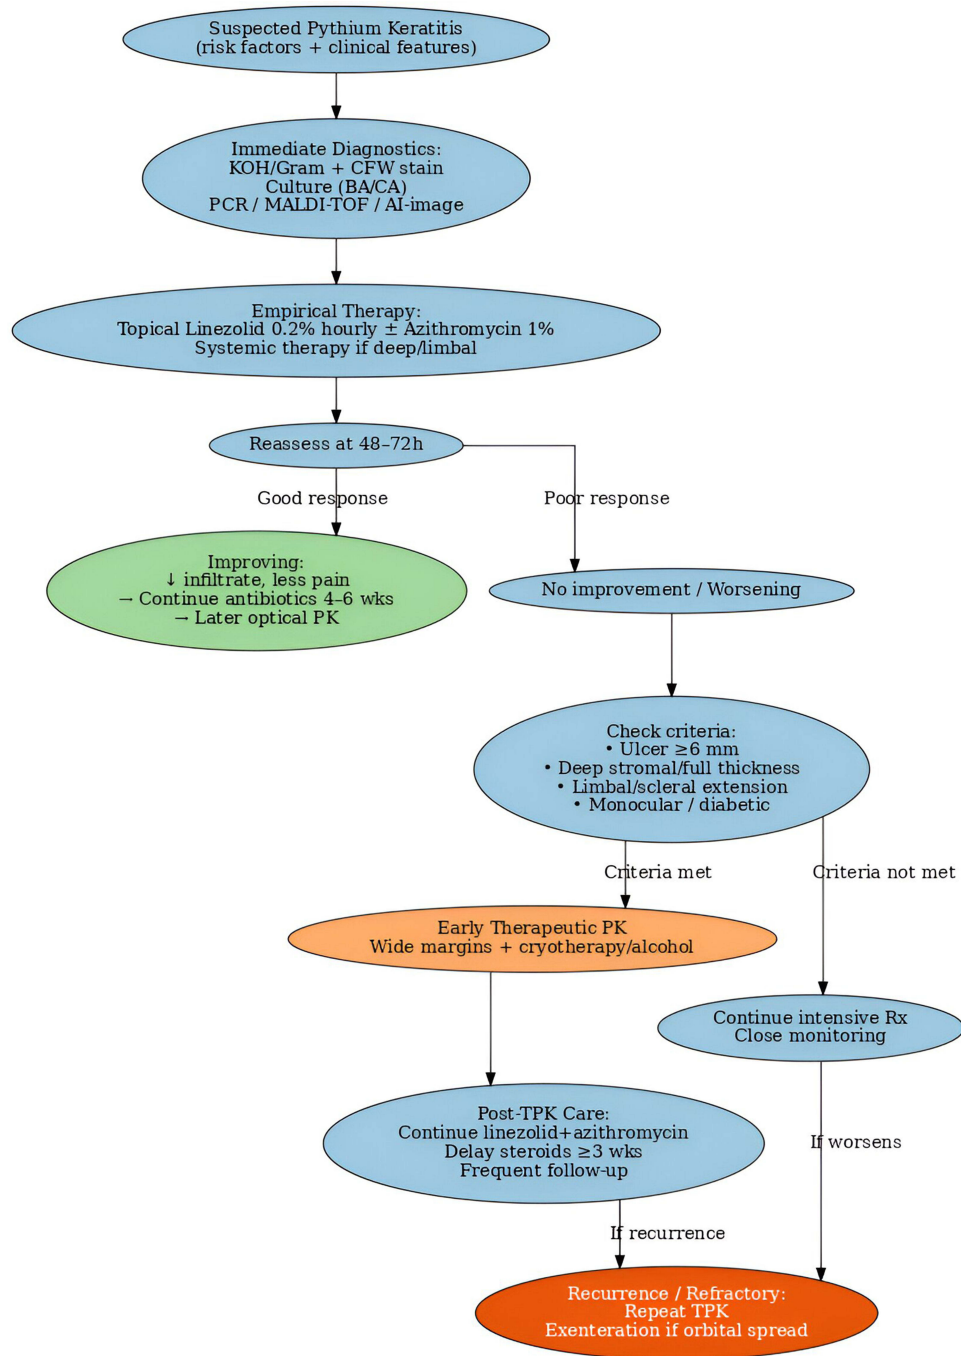 Suspected Pythium Keratitis
(risk factors + clinical features)
Immediate Diagnostics:
KOH/Gram + CFW stain
Culture (BA/CA)
PCR / MALDI-TOF / AI-image
Empirical Therapy:
Topical Linezolid 0.2% hourly ± Azithromycin 1%
Systemic therapy if deep/limbal
Reassess at 48–72h
Good response
Poor response
Improving:
↓ infiltrate, less pain
→ Continue antibiotics 4–6 wks
→ Later optical PK
No improvement / Worsening
Check criteria:
• Ulcer ≥6 mm
• Deep stromal/full thickness
• Limbal/scleral extension
• Monocular / diabetic
Criteria met
Criteria not met
Early Therapeutic PK
Wide margins + cryotherapy/alcohol
Continue intensive Rx
Close monitoring
Post-TPK Care:
Continue linezolid+azithromycin
Delay steroids ≥3 wks
Frequent follow-up
If worsens
If recurrence
Recurrence / Refractory:
Repeat TPK
Exenteration if orbital spread